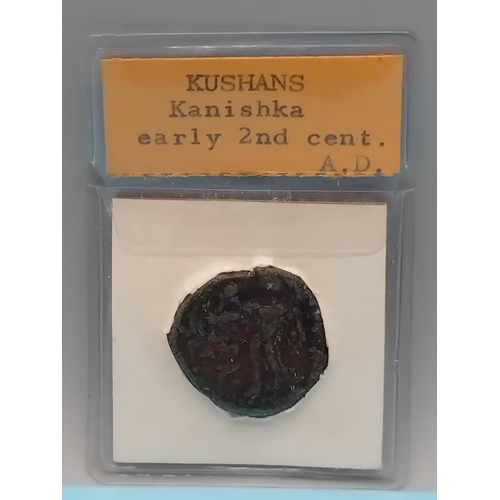 KUSHANS
Kanishka
early 2nd cent.
A.D.